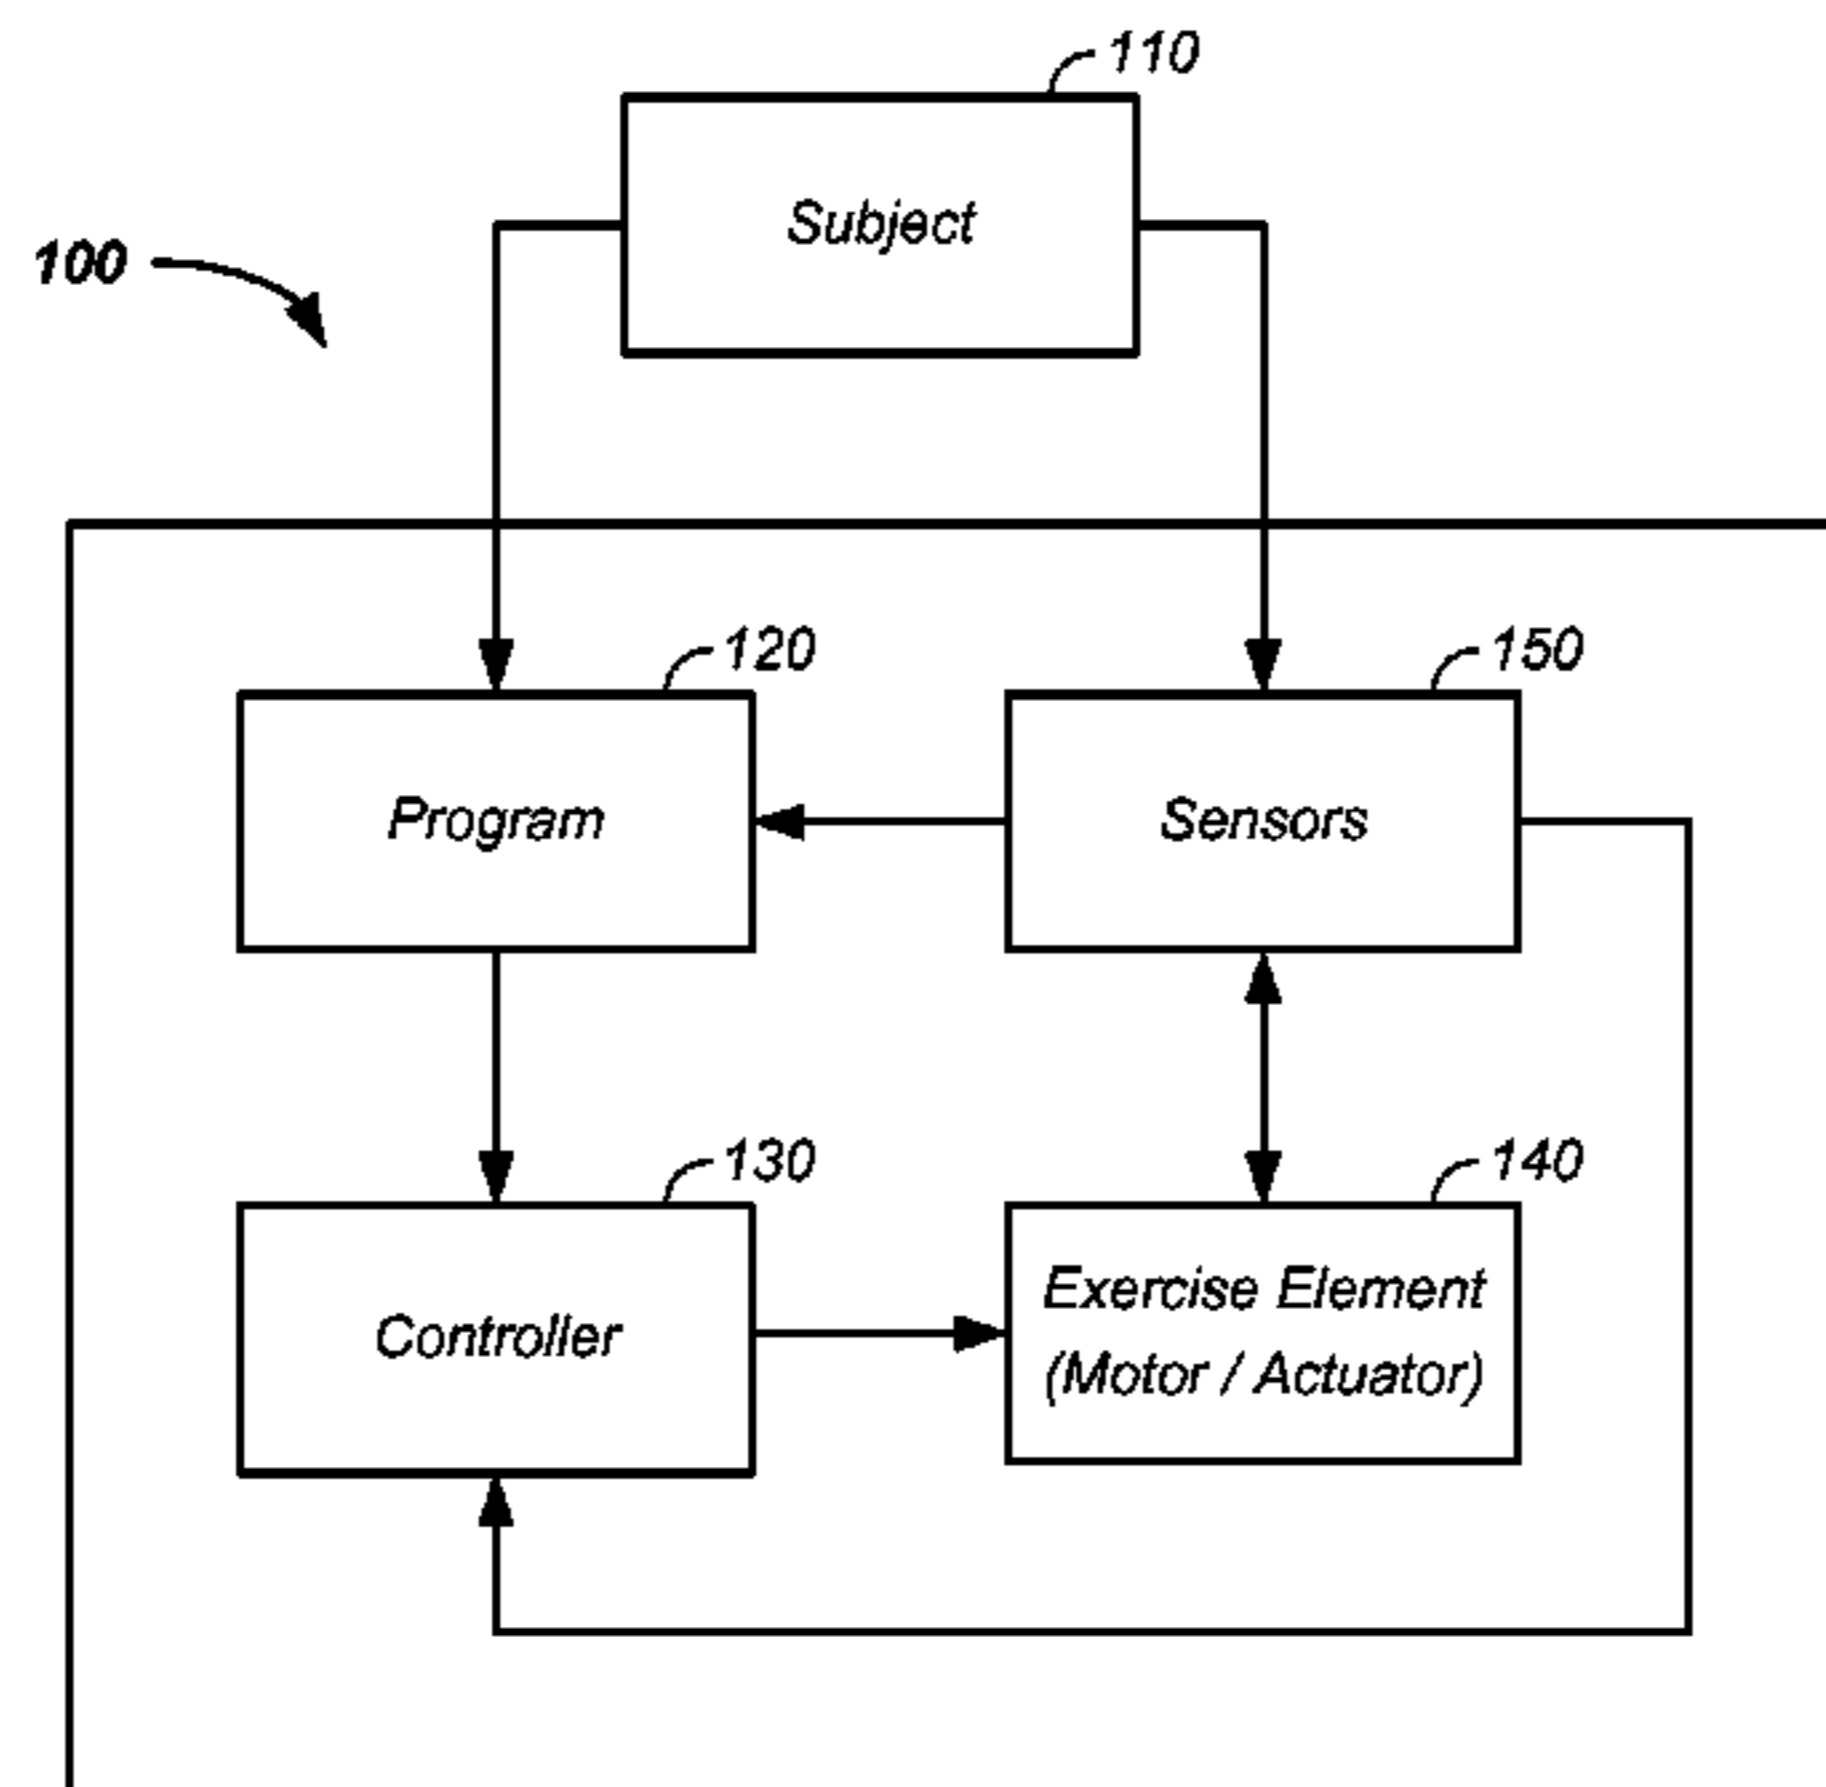 110
Subject
100
120
150
Program
Sensors
130
140
Controller
Exercise Element
(Motor / Actuator)